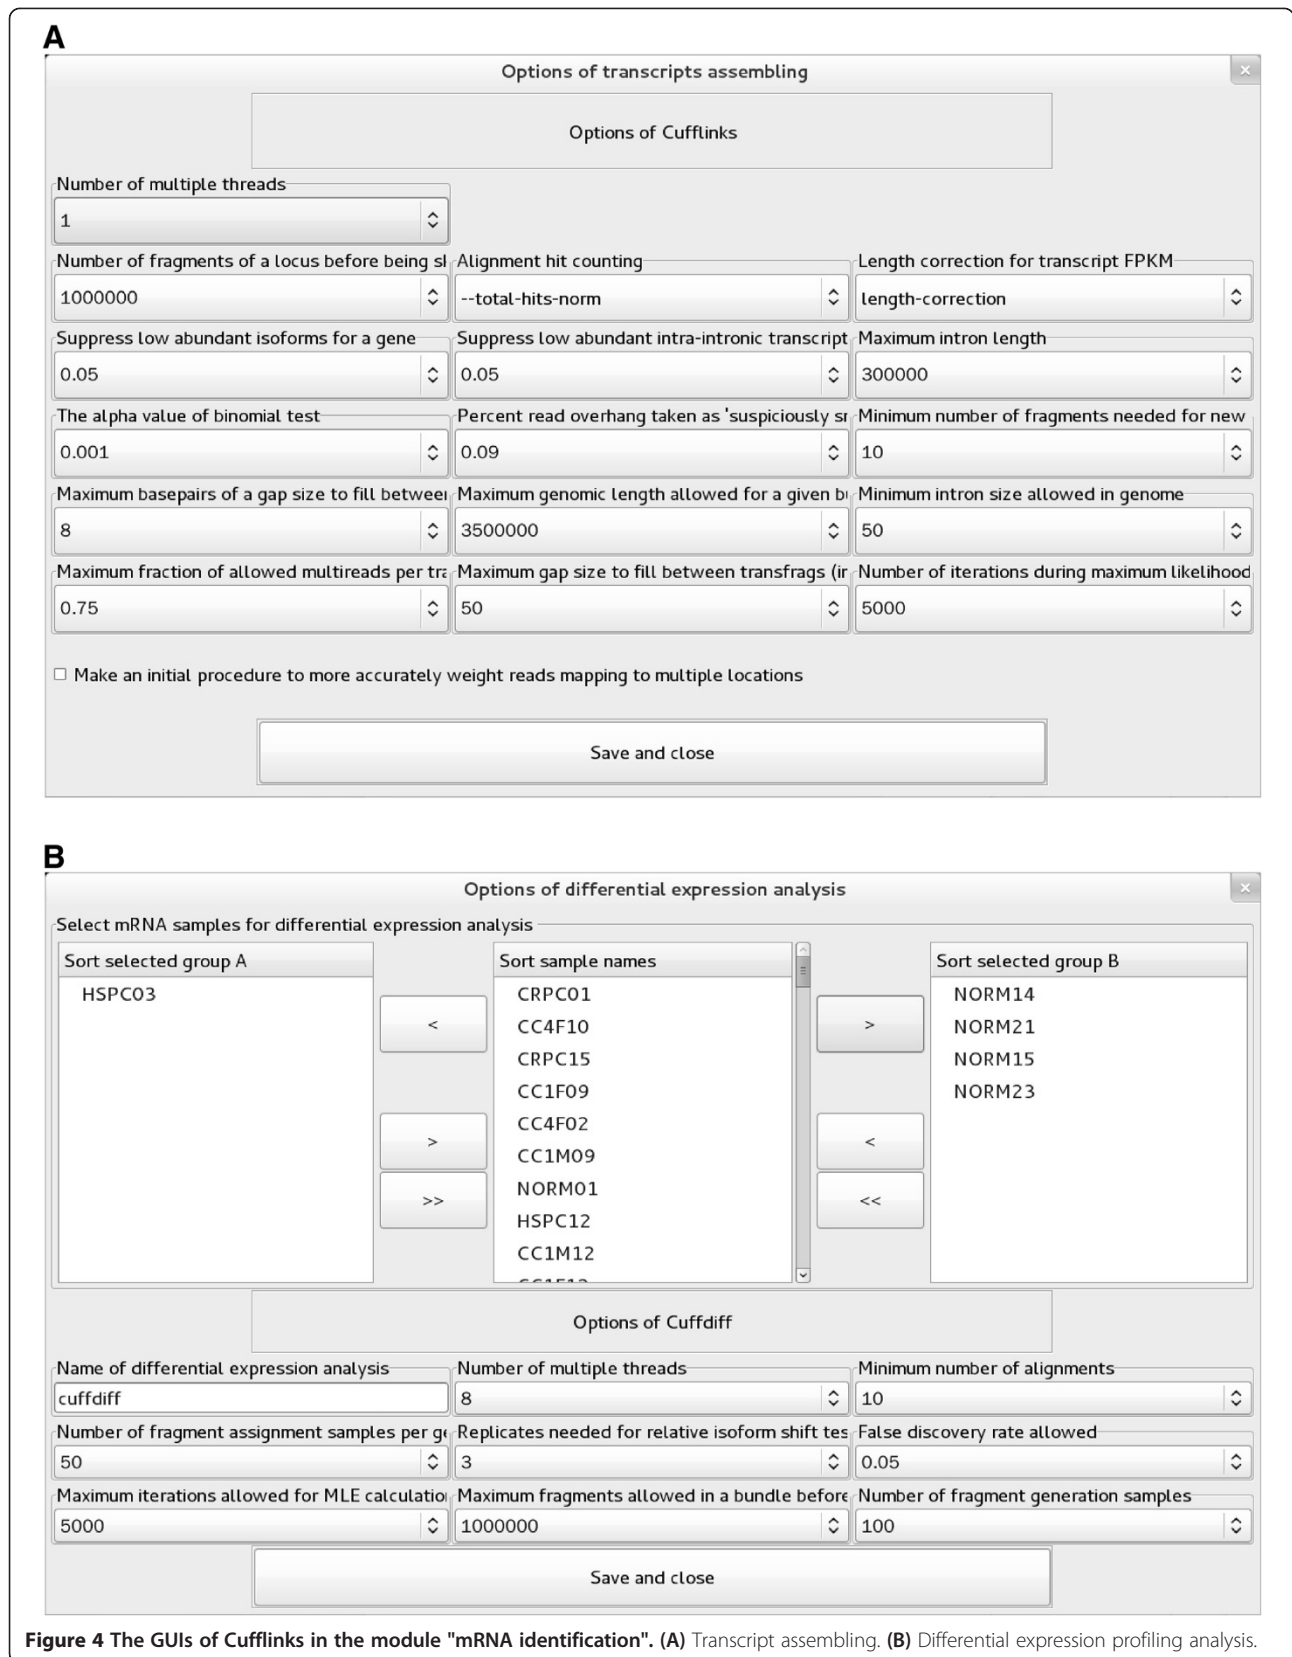 A
Options of transcripts assembling
Options of Cufflinks
Number of multiple threads
1
Number of fragments of a locus before being Alignment hit counting Length correction for transcript FPKM
1000000 --total-hits-norm length-correction
Suppress low abundant isoforms for a gene Suppress low abundant intra-intronic transcript Maximum intron length
0.05 0.05 300000
The alpha value of binomial test Percent read overhang taken as 'suspiciously Minimum number of fragments needed for new
0.001 0.09 10
Maximum basepairs of a gap size to fill Maximum genomic length allowed for a given Minimum intron size allowed in genome
8 3500000 50
Maximum fraction of allowed multireads per Maximum gap size to fill between transfrags Number of iterations during maximum likelihood
0.75 50 5000
Make an initial procedure to more accurately weight reads mapping to multiple locations
Save and close
B
Options of differential expression analysis
Select mRNA samples for differential expression analysis
Sort selected group A Sort sample names Sort selected group B
HSPC03 CRPC01 NORM14
< CC4F10 > NORM21
CRPC15 NORM15
CC1F09 NORM23
CC4F02
> CC1M09 <
>> NORM01 <<
HSPC12
CC1M12
Options of Cuffdiff
Name of differential expression analysis Number of multiple threads Minimum number of alignments
cuffdiff 8 10
Number of fragment assignment samples per Replicates needed for relative isoform shift False discovery rate allowed
50 3 0.05
Maximum iterations allowed for MLE Maximum fragments allowed in a bundle before Number of fragment generation samples
5000 1000000 100
Save and close
Figure 4 The GUIs of Cufflinks in the module "mRNA identification". (A) Transcript assembling. (B) Differential expression profiling analysis.